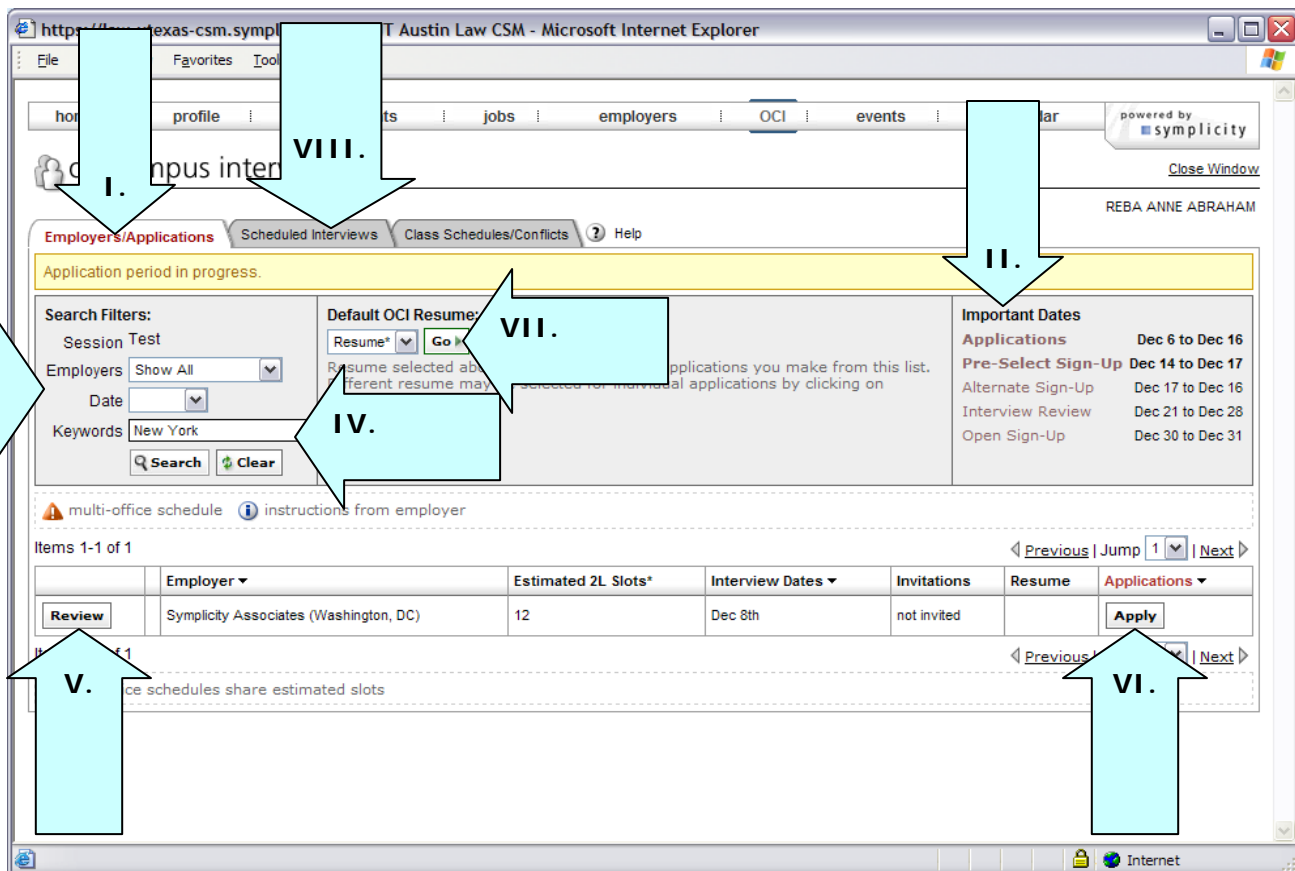 T Austin Law CSM - Microsoft Internet Explorer
File Favorites
profile jobs employers OCI events
powered by
symplicity
VIII.
I.
Close Window
REBA ANNE ABRAHAM
Employers/Applications Scheduled Interviews Class Schedules/Conflicts ? Help
II.
Application period in progress.
Search Filters:
Session Test
Employers Show All
Date
Keywords New York
Search Clear
Default OCI Resume:
Resume* Go
VII.
Resume selected applications you make from this list.
Different resume may selected for individual applications by clicking on
IV.
Important Dates
Applications Dec 6 to Dec 16
Pre-Select Sign-Up Dec 14 to Dec 17
Alternate Sign-Up Dec 17 to Dec 16
Interview Review Dec 21 to Dec 28
Open Sign-Up Dec 30 to Dec 31
multi-office schedule instructions from employer
Items 1-1 of 1 Previous | Jump 1 | Next
Employer Estimated 2L Slots* Interview Dates Invitations Resume Applications
Review Symplicity Associates (Washington, DC) 12 Dec 8th not invited Apply
of 1 Previous | Next
V. VI.
schedules share estimated slots
Internet